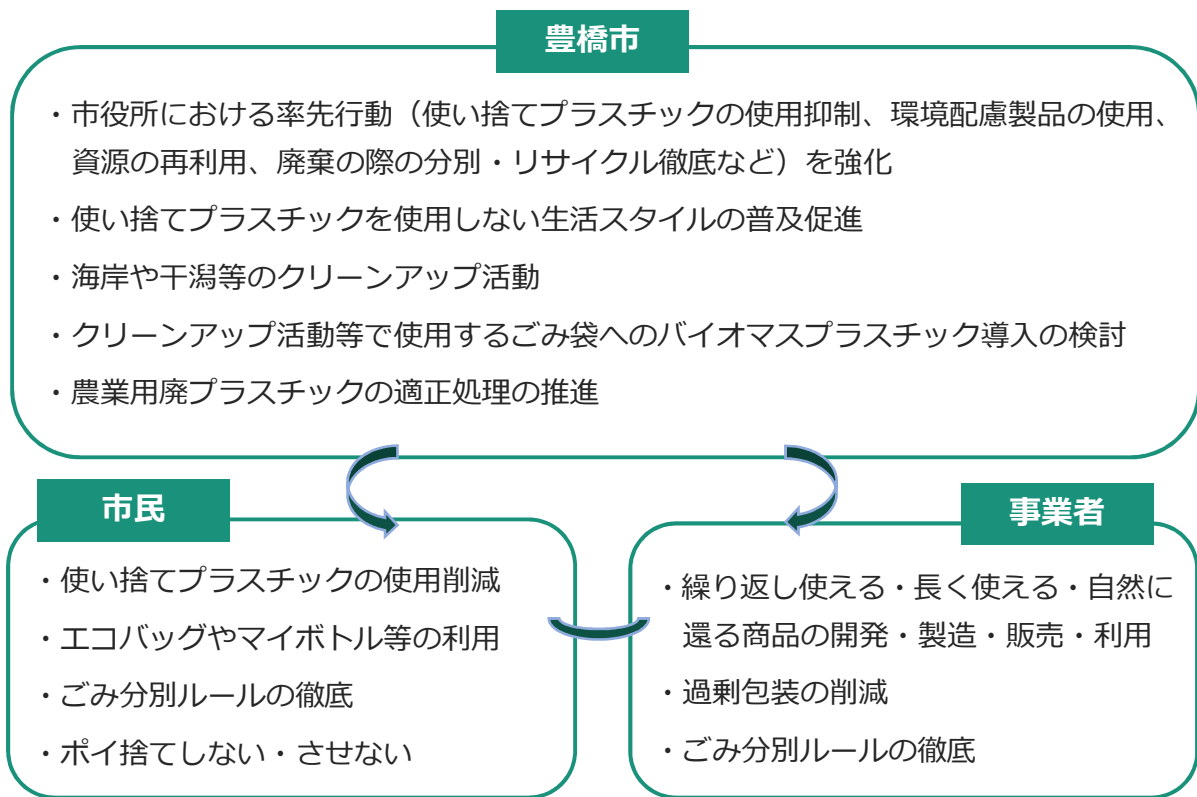 豊橋市
・市役所における率先行動（使い捨てプラスチックの使用抑制、環境配慮製品の使用、
資源の再利用、廃棄の際の分別・リサイクル徹底など）を強化
・使い捨てプラスチックを使用しない生活スタイルの普及促進
・海岸や干潟等のクリーンアップ活動
・クリーンアップ活動等で使用するごみ袋へのバイオマスプラスチック導入の検討
・農業用廃プラスチックの適正処理の推進
市民
・使い捨てプラスチックの使用削減
・エコバッグやマイボトル等の利用
・ごみ分別ルールの徹底
・ポイ捨てしない・させない
事業者
・繰り返し使える・長く使える・自然に
還る商品の開発・製造・販売・利用
・過剰包装の削減
・ごみ分別ルールの徹底